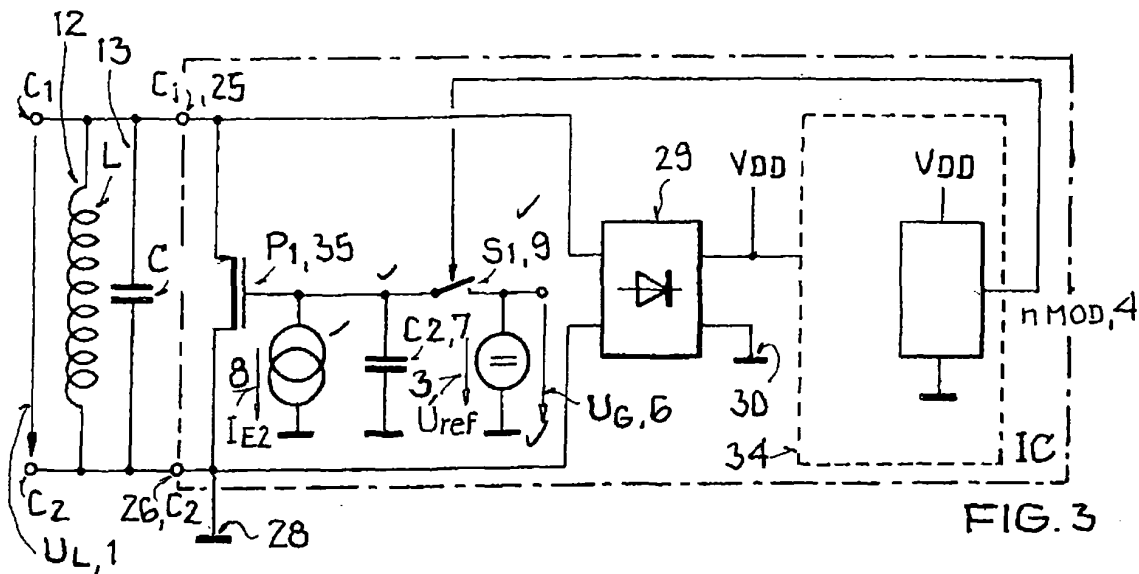 12
13
C1
Ci,25
L
C
P1,35
S1,9
29
VDD
VDD
n MOD,4
8
IE2
C2,7
3,
Uref
UG,6
30
34
IC
C2
26,C2
28
UL,1
FIG. 3